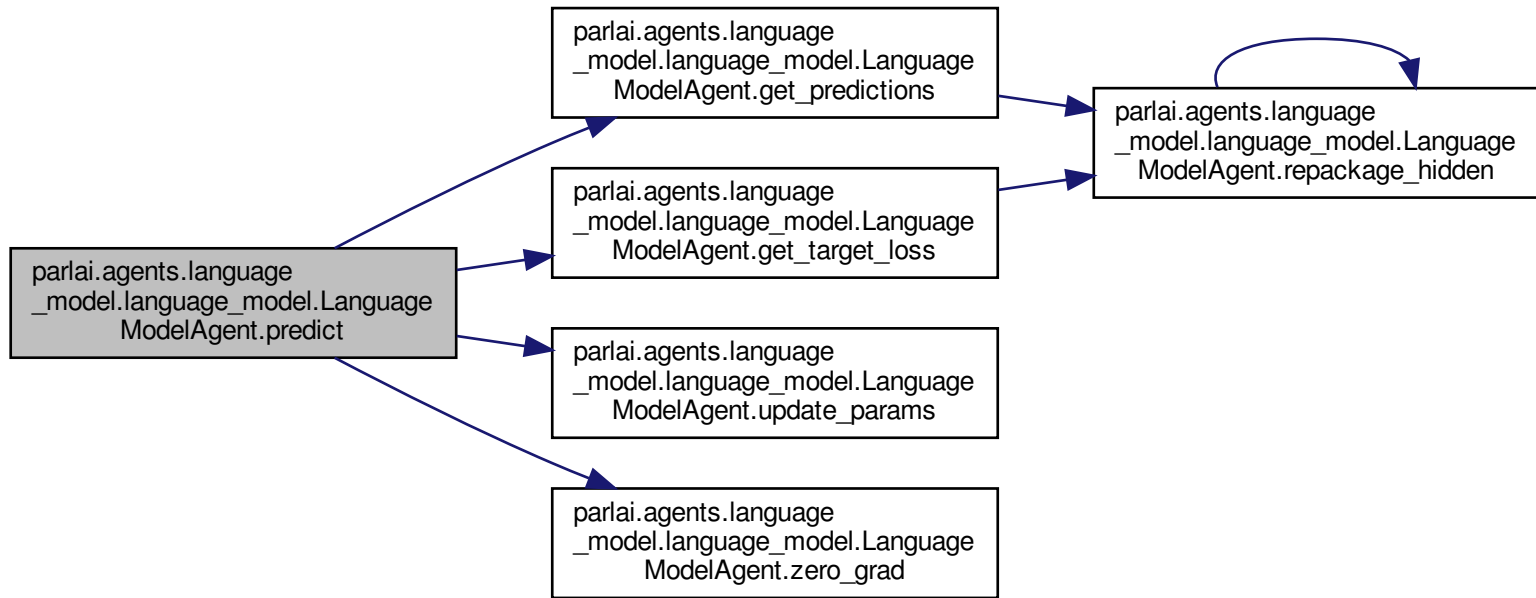 parlai.agents.language
_model.language_model.Language
ModelAgent.predict
parlai.agents.language
_model.language_model.Language
ModelAgent.get_predictions
parlai.agents.language
_model.language_model.Language
ModelAgent.get_target_loss
parlai.agents.language
_model.language_model.Language
ModelAgent.update_params
parlai.agents.language
_model.language_model.Language
ModelAgent.zero_grad
parlai.agents.language
_model.language_model.Language
ModelAgent.repackage_hidden